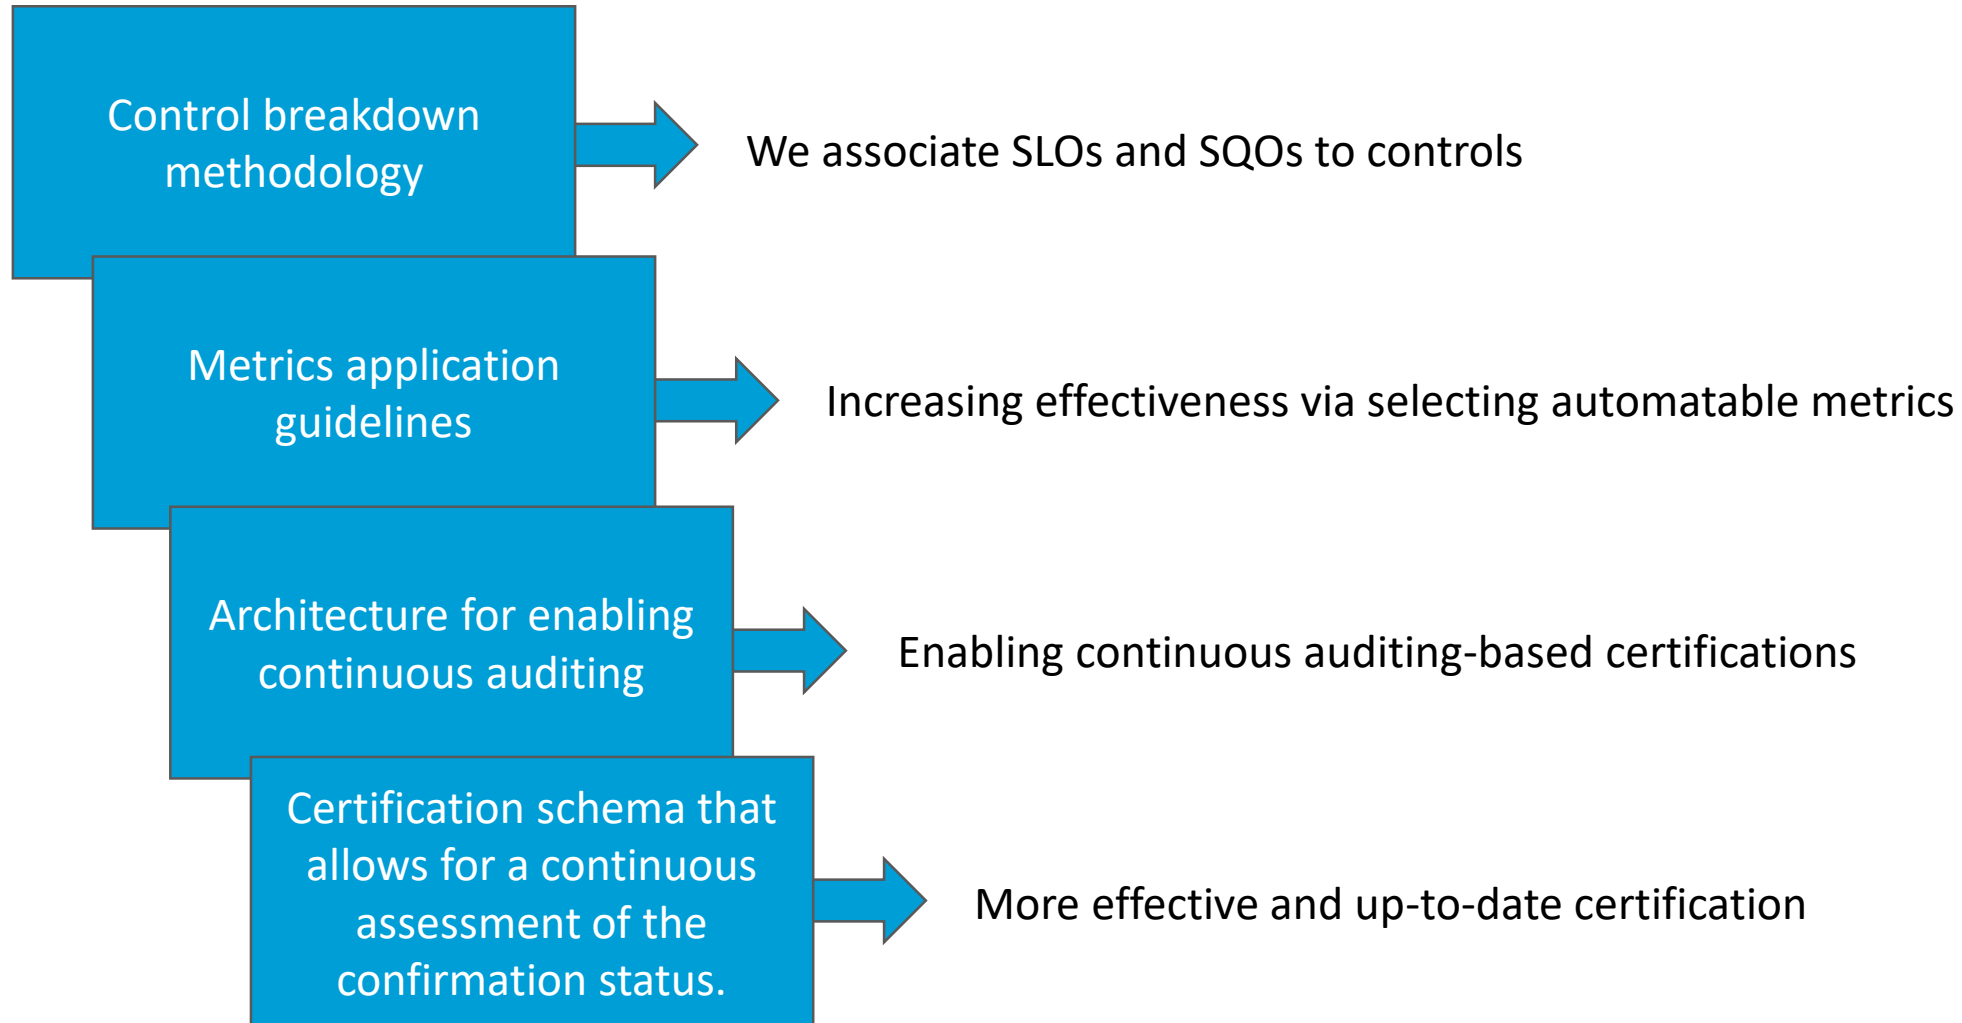 Control breakdown
methodology
We associate SLOs and SQOs to controls
Metrics application
guidelines
Increasing effectiveness via selecting automatable metrics
Architecture for enabling
continuous auditing
Enabling continuous auditing-based certifications
Certification schema that
allows for a continuous
assessment of the
confirmation status.
More effective and up-to-date certification